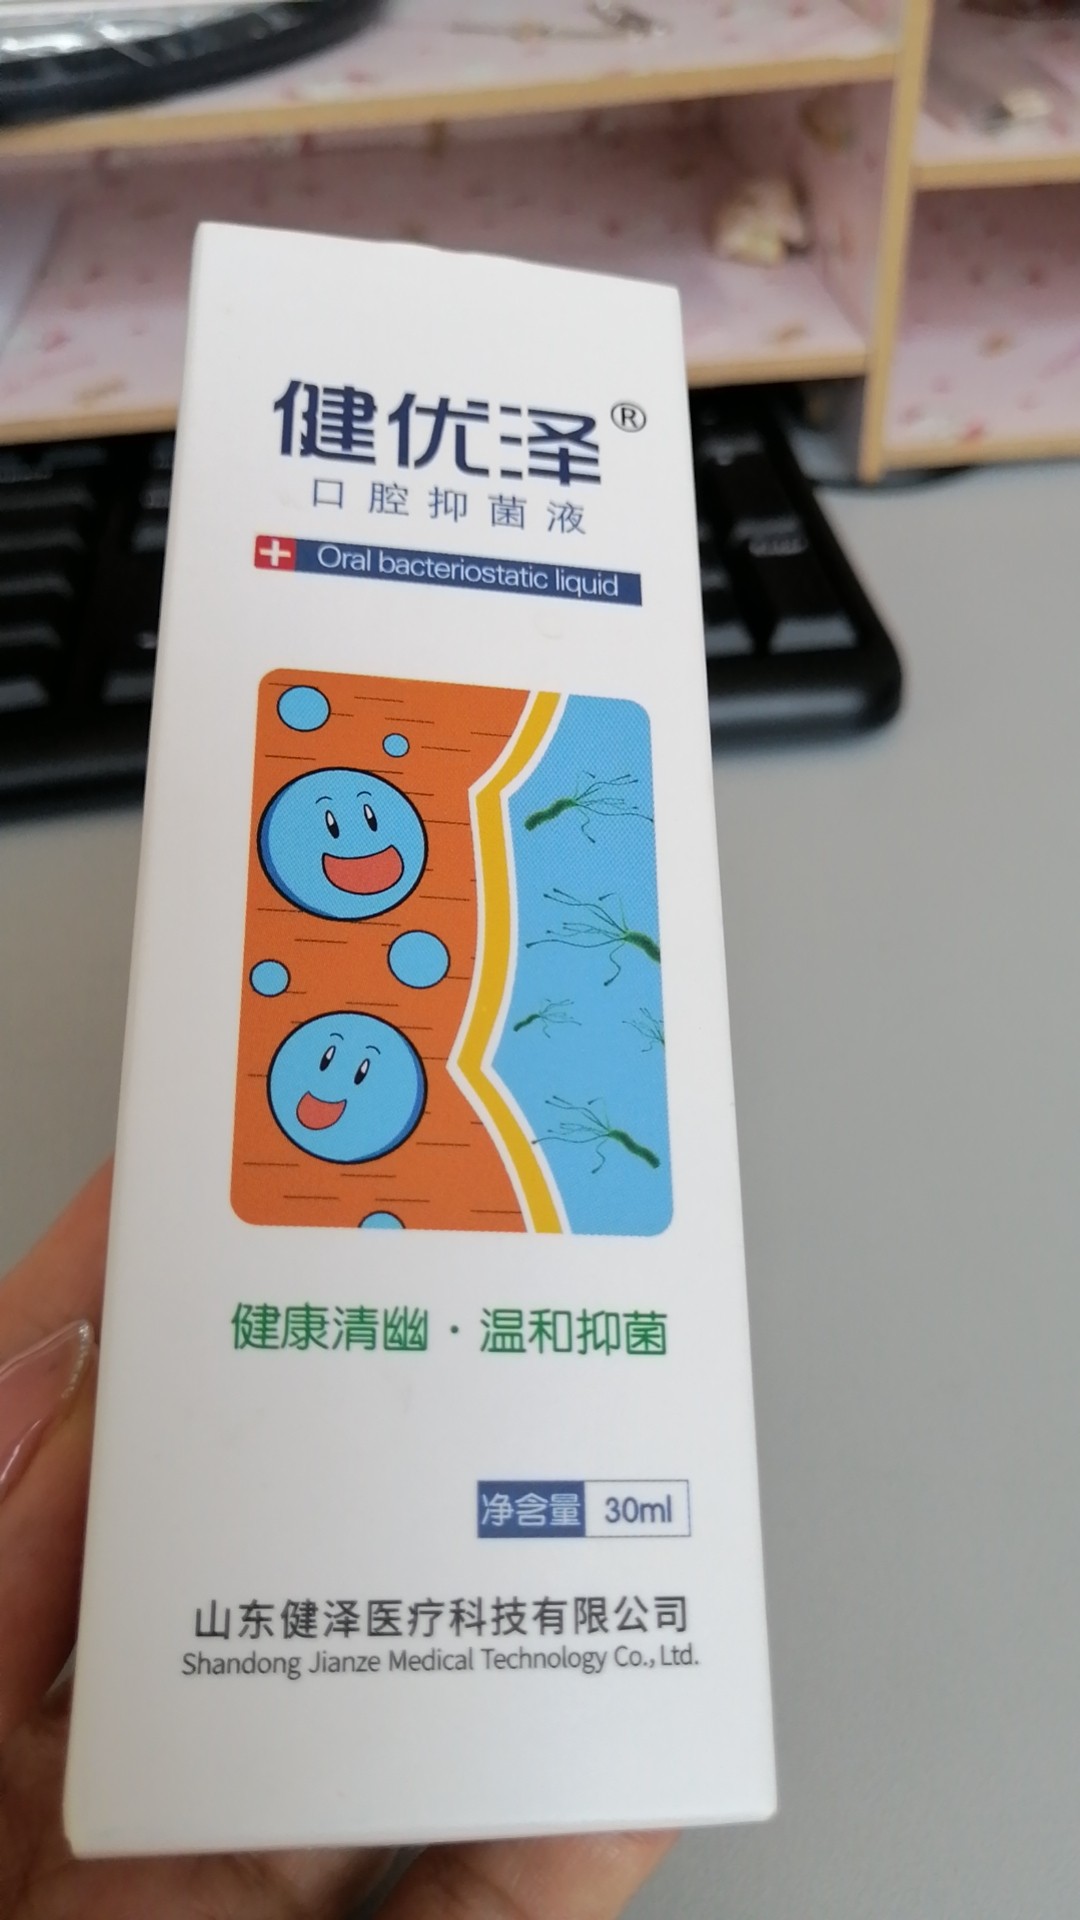 健优泽®
口腔抑菌液
Oral bacteriostatic liquid
健康清幽·温和抑菌
净含量 30ml
山东健泽医疗科技有限公司
Shandong Jianze Medical Technology Co., Ltd.